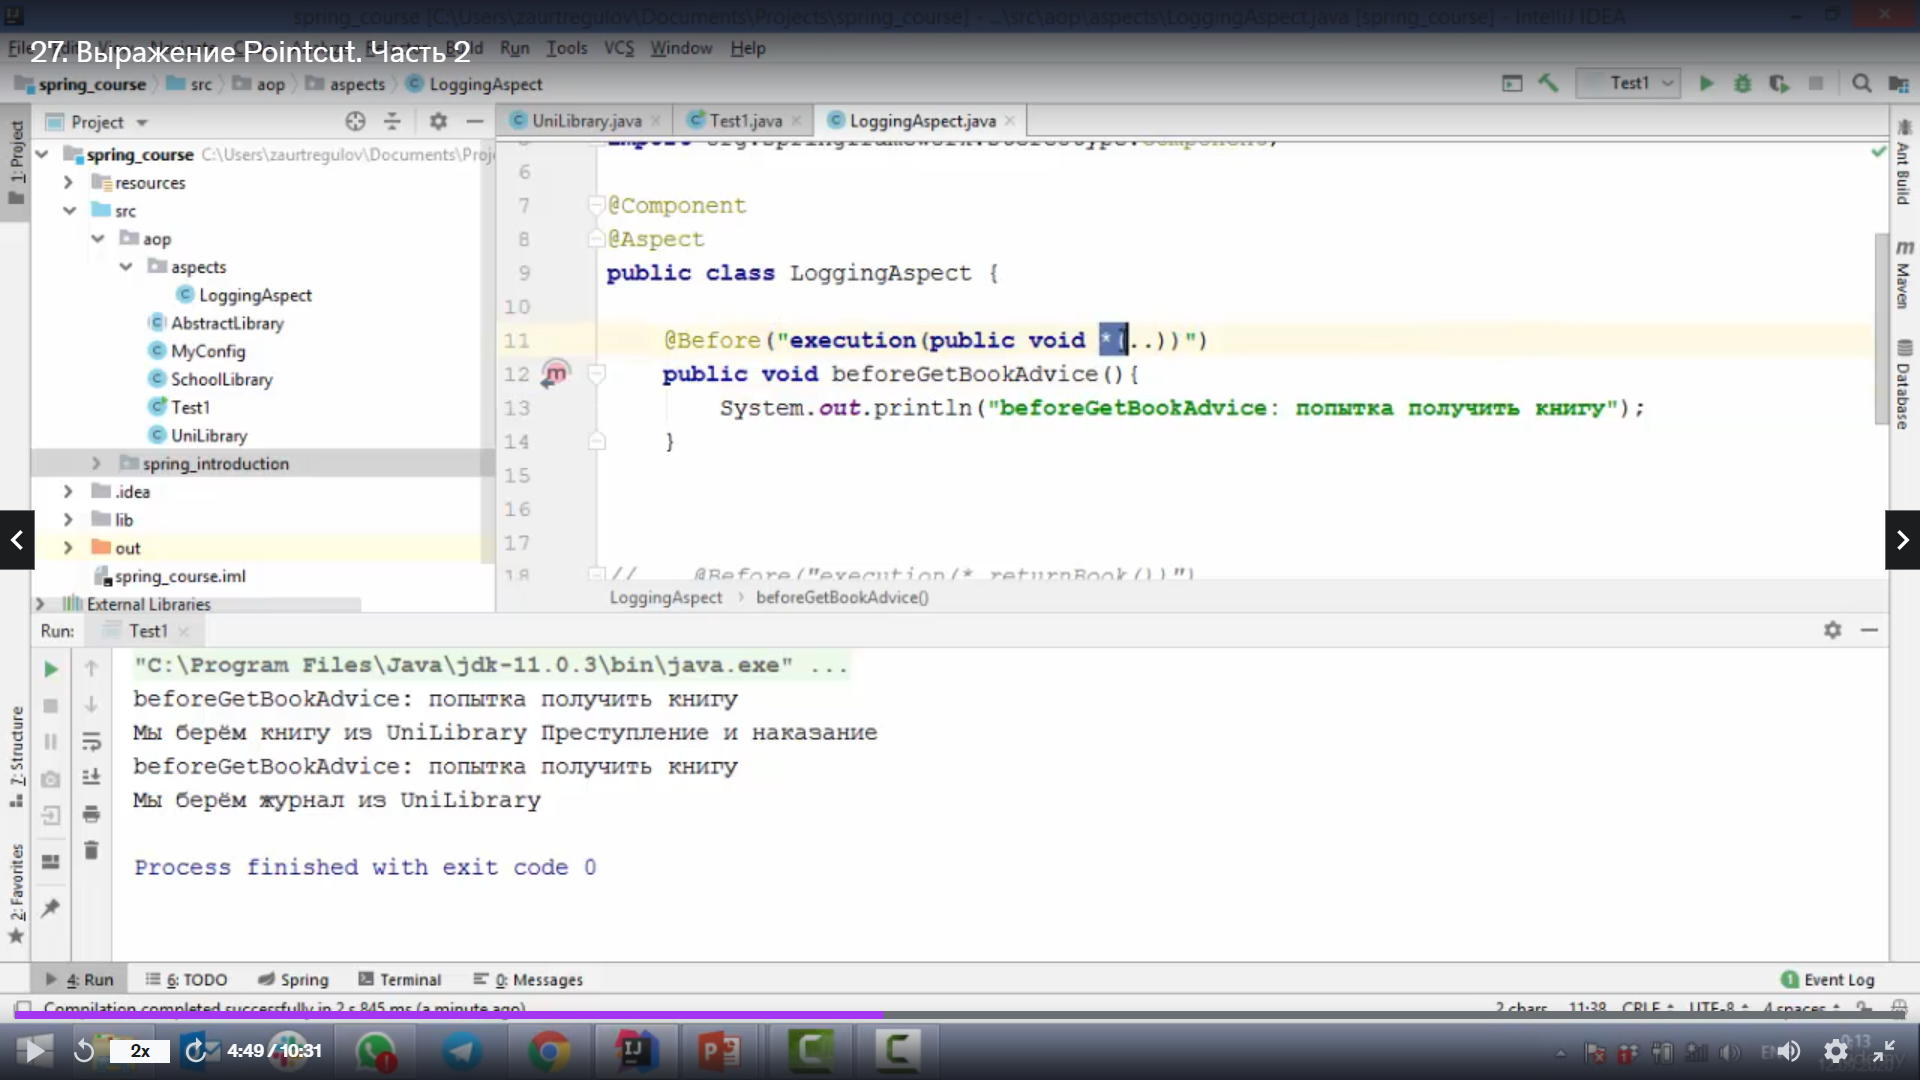 spring_course [C:\Users\zaurtregulov\Documents\Projects\spring_course] - ...\src\aop\aspects\LoggingAspect.java [spring_course] - IntelliJ IDEA
27. Выражение Pointcut. Часть 2
File Run Tools VCS Window Help
spring_course src aop aspects LoggingAspect
Test1
1: Project
Project
UniLibrary.java Test1.java LoggingAspect.java
spring_course C:\Users\zaurtregulov\Documents\Proj
resources
src
aop
aspects
LoggingAspect
AbstractLibrary
MyConfig
SchoolLibrary
Test1
UniLibrary
spring_introduction
.idea
lib
out
spring_course.iml
External Libraries
import org.springframework.stereotype.Component;
6
7 @Component
8 @Aspect
9 public class LoggingAspect {
10
11 @Before("execution(public void *(..))")
12 public void beforeGetBookAdvice(){
13 System.out.println("beforeGetBookAdvice: попытка получить книгу");
14 }
15
16
17
18 // @Before("execution(* returnBook())")
LoggingAspect beforeGetBookAdvice()
Ant Build
Maven
Database
Run: Test1
"C:\Program Files\Java\jdk-11.0.3\bin\java.exe" ...
beforeGetBookAdvice: попытка получить книгу
Мы берём книгу из UniLibrary Преступление и наказание
beforeGetBookAdvice: попытка получить книгу
Мы берём журнал из UniLibrary
Process finished with exit code 0
7: Structure
2: Favorites
4: Run 6: TODO Spring Terminal 0: Messages 1 Event Log
Compilation completed successfully in 2 s 845 ms (a minute ago) 2 chars 11:38 CRLF UTF-8 4 spaces
2x 4:49 / 10:31